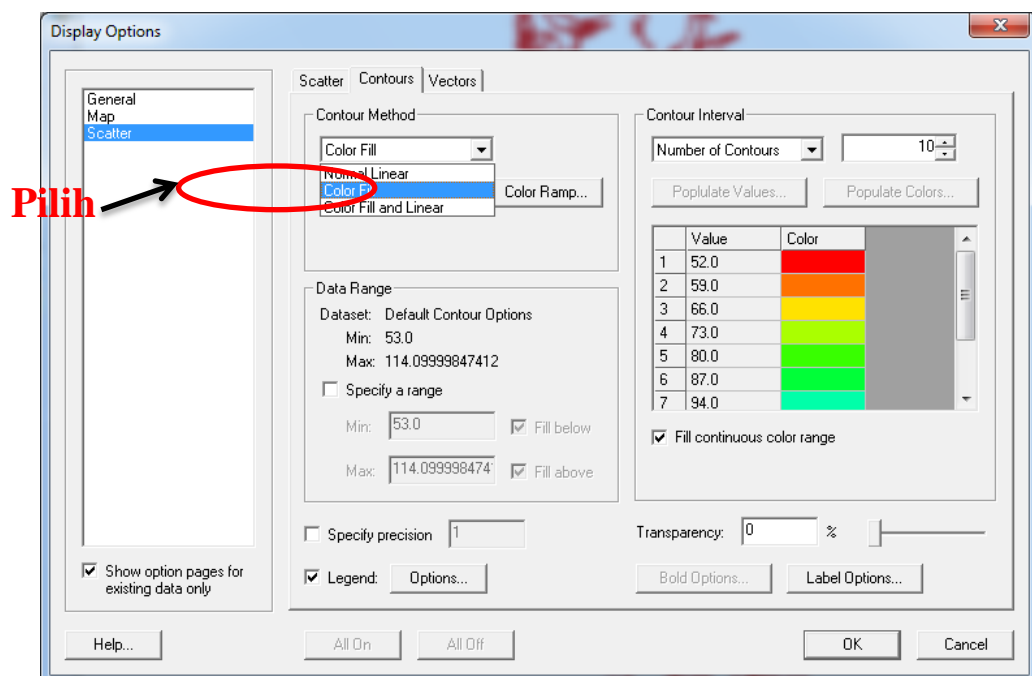 Display Options
General
Map
Scatter
Pilih
Show option pages for
existing data only
Scatter
Contours
Vectors
Contour Method
Color Fill
Normal Linear
Color Fill
Color Fill and Linear
Color Ramp...
Data Range
Dataset: Default Contour Options
Min: 53.0
Max: 114.09999847412
Specify a range
Min: 53.0
Fill below
Max: 114.099998474
Fill above
Specify precision
1
Legend:
Options...
Contour Interval
Number of Contours
10
Poplulate Values...
Populate Colors...
Value Color
1 52.0
2 59.0
3 66.0
4 73.0
5 80.0
6 87.0
7 94.0
Fill continuous color range
Transparency: 0 %
Bold Options...
Label Options...
Help...
All On
All Off
OK
Cancel